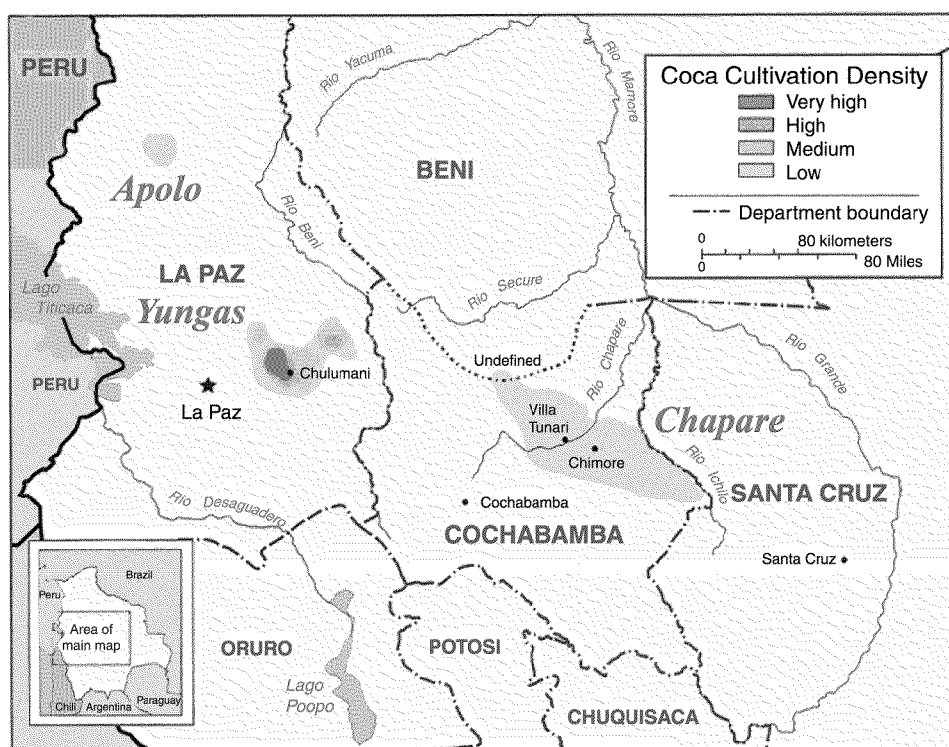 PERU
Rio Yacuma
Rio Mamore
Coca Cultivation Density
Very high
High
Medium
Low
Department boundary
0 80 kilometers
0 80 Miles
Apolo
BENI
Rio Beni
LA PAZ
Yungas
Lago
Titicaca
Rio Secure
Undefined
Rio Chapare
Rio Grande
PERU
Chulumani
La Paz
Villa
Tunari
Chapare
Chimore
Rio Ichilo
SANTA CRUZ
Rio Desaguadero
Cochabamba
COCHABAMBA
Santa Cruz
Brazil
Peru
Area of
main map
Chili
Argentina
Paraguay
ORURO
POTOSI
Lago
Poopo
CHUQUISACA